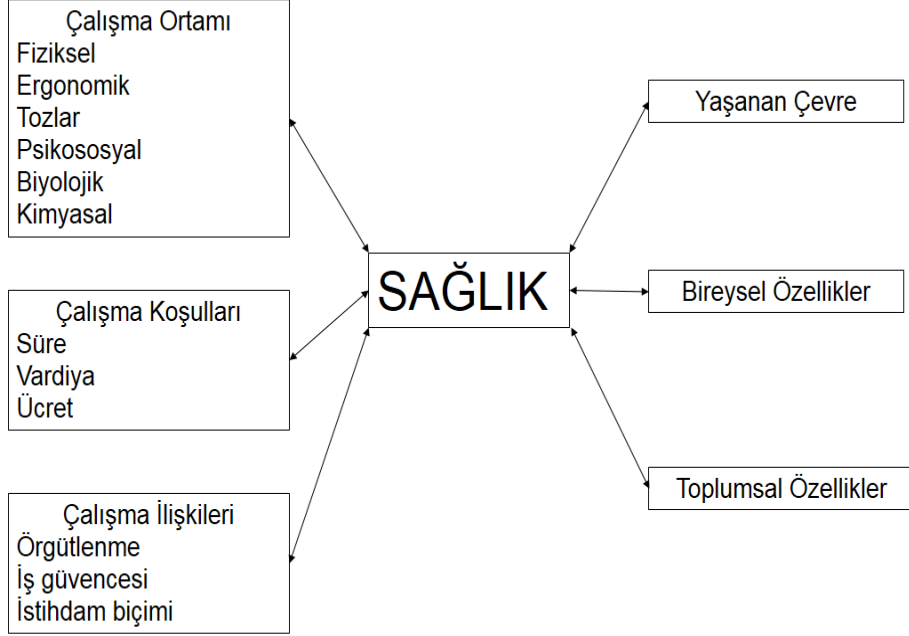 Çalışma Ortamı
Fiziksel
Ergonomik
Tozlar
Psikososyal
Biyolojik
Kimyasal
Çalışma Koşulları
Süre
Vardiya
Ücret
Çalışma İlişkileri
Örgütlenme
İş güvencesi
İstihdam biçimi
SAĞLIK
Yaşanan Çevre
Bireysel Özellikler
Toplumsal Özellikler